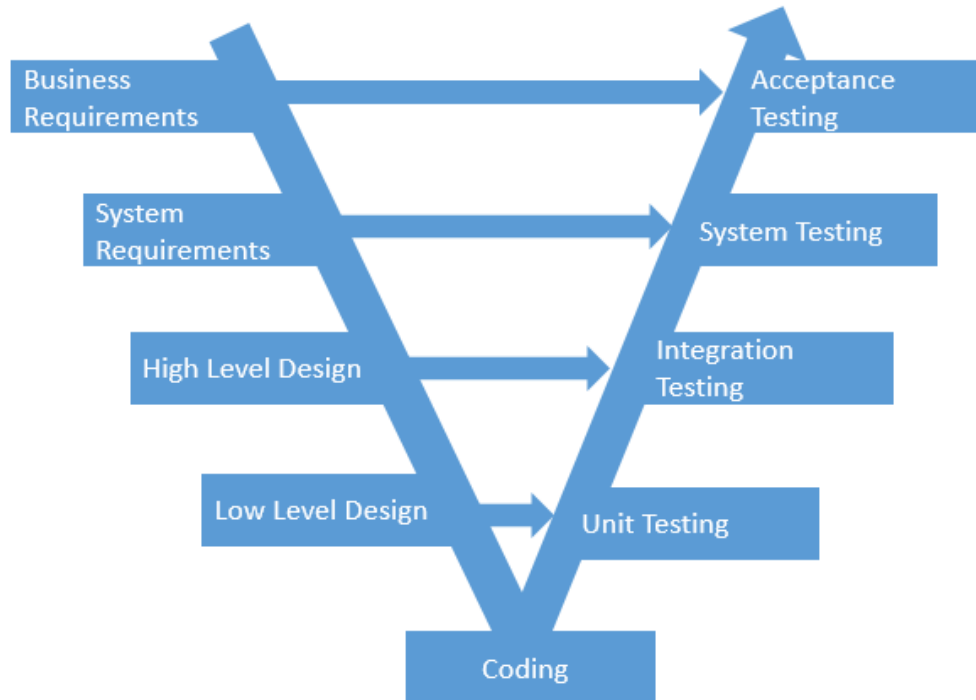 Business
Requirements
Acceptance
Testing
System
Requirements
System Testing
High Level Design
Integration
Testing
Low Level Design
Unit Testing
Coding